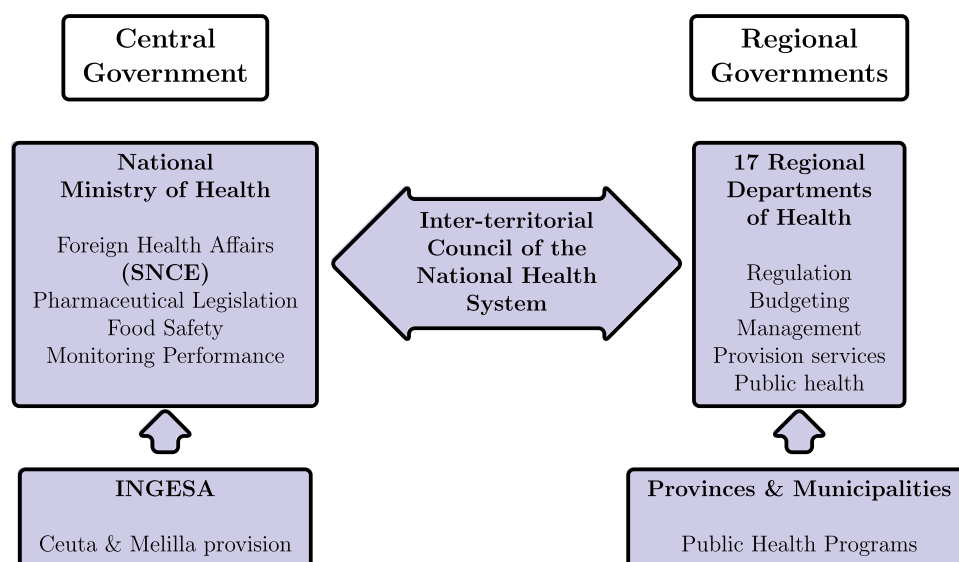 Central
Government
Regional
Governments
National
Ministry of Health
Foreign Health Affairs
(SNCE)
Pharmaceutical Legislation
Food Safety
Monitoring Performance
Inter-territorial
Council of the
National Health
System
17 Regional
Departments
of Health
Regulation
Budgeting
Management
Provision services
Public health
INGESA
Ceuta & Melilla provision
Provinces & Municipalities
Public Health Programs